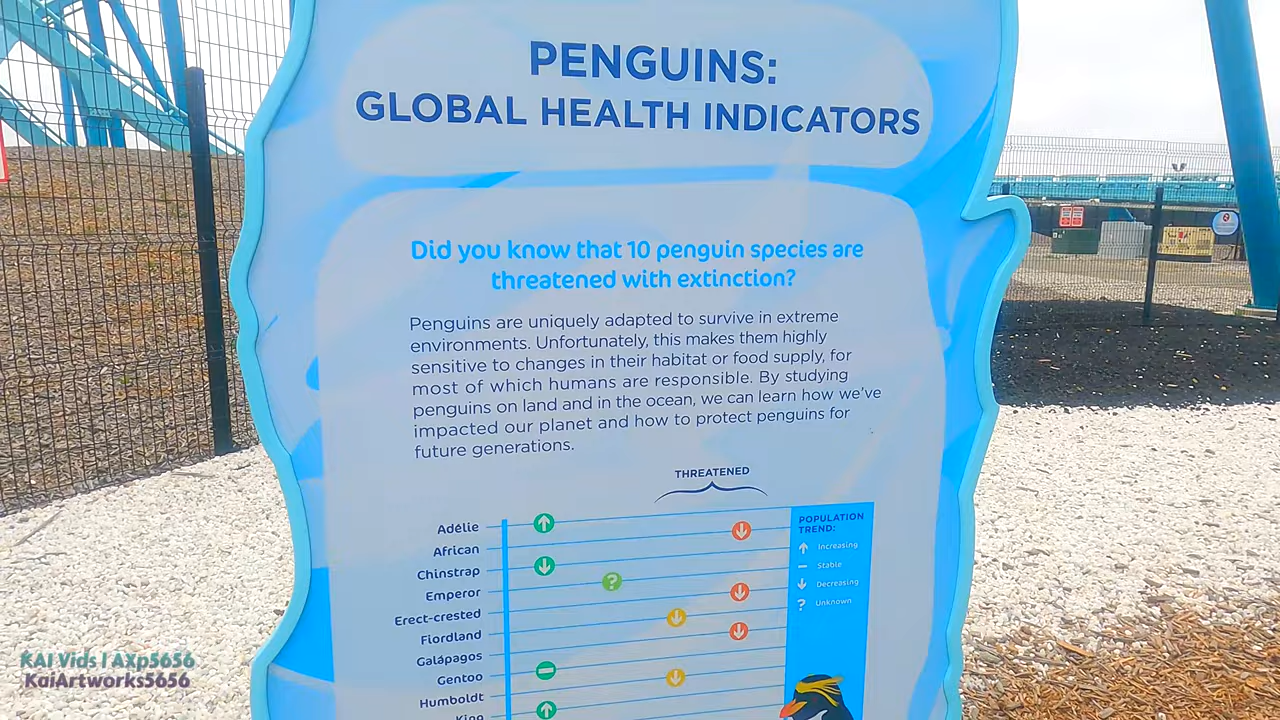 PENGUINS:
GLOBAL HEALTH INDICATORS
Did you know that 10 penguin species are
threatened with extinction?
Penguins are uniquely adapted to survive in extreme
environments. Unfortunately, this makes them highly
sensitive to changes in their habitat or food supply, for
most of which humans are responsible. By studying
penguins on land and in the ocean, we can learn how we've
impacted our planet and how to protect penguins for
future generations.
THREATENED
Adélie
African
Chinstrap
Emperor
?
Erect-crested
Fiordland
Galápagos
Gentoo
Humboldt
King
POPULATION
TREND:
Increasing
Stable
Decreasing
? Unknown
KAI Vids | Axp5656
KaiArtworks5656